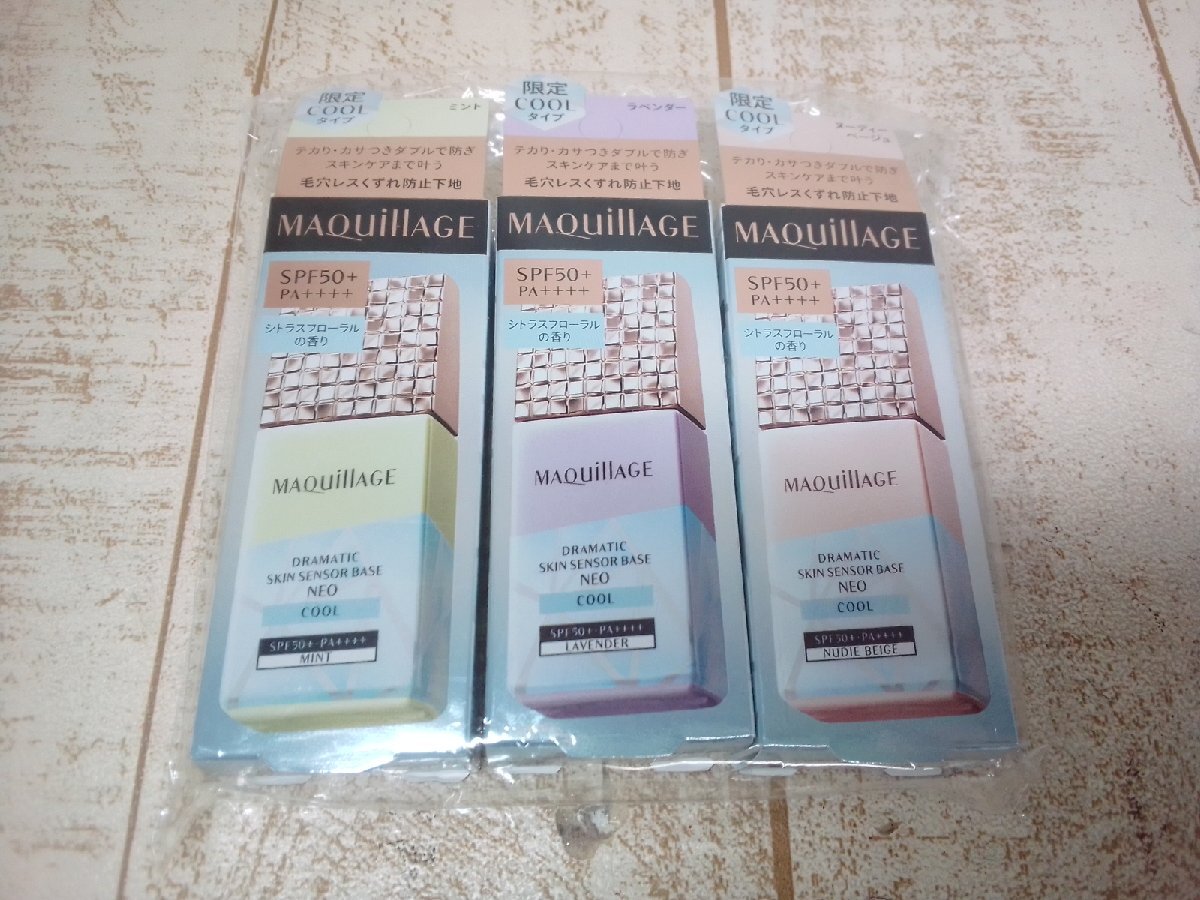 限定
COOL
タイプ
ミント
テカリ・カサつきダブルで防ぎ
スキンケアまで叶う
毛穴レスくずれ防止下地
MAQuillAGE
SPF50+
PA++++
シトラスフローラル
の香り
MAQuillAGE
DRAMATIC
SKIN SENSOR BASE
NEO
COOL
SPF50+・PA++++
MINT
限定
COOL
タイプ
ラベンダー
テカリ・カサつきダブルで防ぎ
スキンケアまで叶う
毛穴レスくずれ防止下地
MAQuillAGE
SPF50+
PA++++
シトラスフローラル
の香り
MAQuillAGE
DRAMATIC
SKIN SENSOR BASE
NEO
COOL
SPF50+・PA++++
LAVENDER
限定
COOL
タイプ
ヌーディー
ベージュ
テカリ・カサつきダブルで防ぎ
スキンケアまで叶う
毛穴レスくずれ防止下地
MAQuillAGE
SPF50+
PA++++
シトラスフローラル
の香り
MAQuillAGE
DRAMATIC
SKIN SENSOR BASE
NEO
COOL
SPF50+・PA++++
NUDIE BEIGE